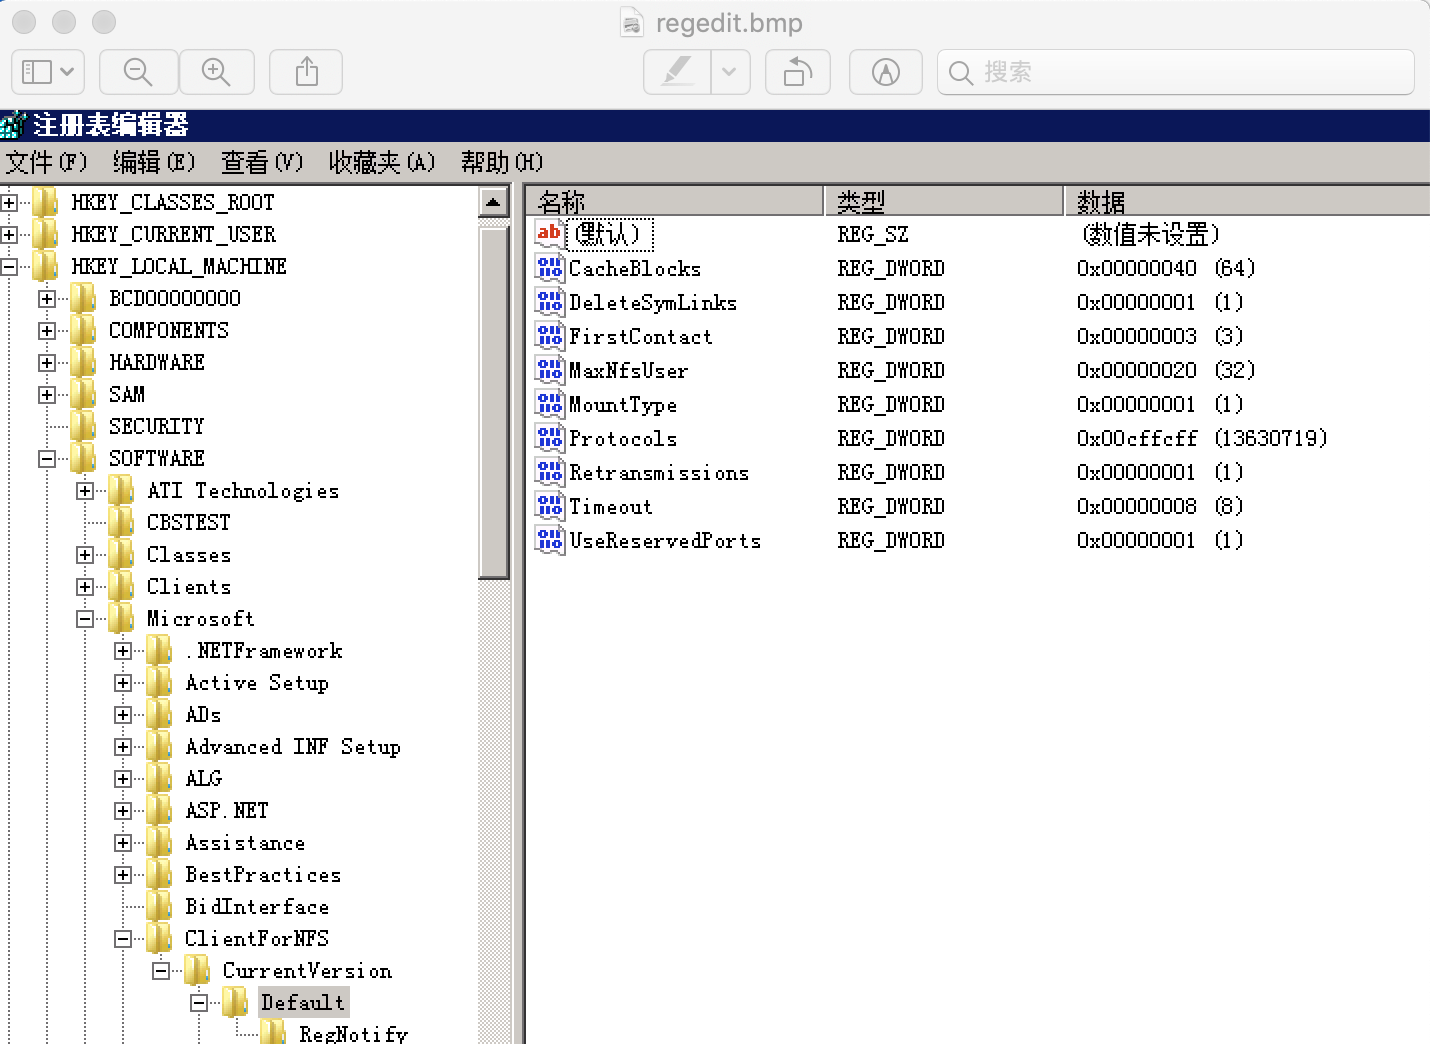 regedit.bmp
搜索
注册表编辑器
文件(F) 编辑(E) 查看(V) 收藏夹(A) 帮助(H)
HKEY_CLASSES_ROOT
HKEY_CURRENT_USER
HKEY_LOCAL_MACHINE
BCD00000000
COMPONENTS
HARDWARE
SAM
SECURITY
SOFTWARE
ATI Technologies
CBSTEST
Classes
Clients
Microsoft
.NETFramework
Active Setup
ADs
Advanced INF Setup
ALG
ASP.NET
Assistance
BestPractices
BidInterface
ClientForNFS
CurrentVersion
Default
RegNotify
名称 类型 数据
(默认) REG_SZ (数值未设置)
CacheBlocks REG_DWORD 0x00000040 (64)
DeleteSymLinks REG_DWORD 0x00000001 (1)
FirstContact REG_DWORD 0x00000003 (3)
MaxNfsUser REG_DWORD 0x00000020 (32)
MountType REG_DWORD 0x00000001 (1)
Protocols REG_DWORD 0x00cffcff (13630719)
Retransmissions REG_DWORD 0x00000001 (1)
Timeout REG_DWORD 0x00000008 (8)
UseReservedPorts REG_DWORD 0x00000001 (1)